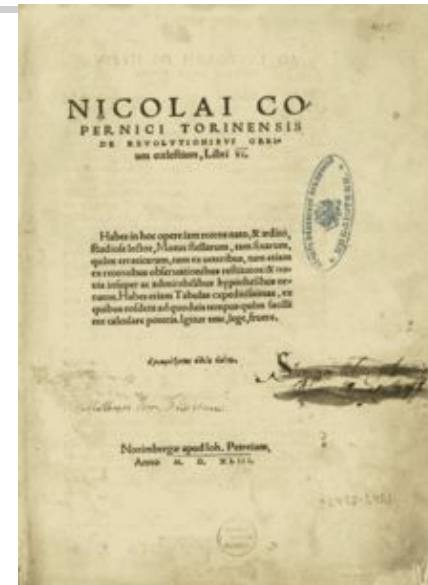 NICOLAI CO-
PERNICI TORINENSIS
DE REVOLVTIONIBVS ORBI-
um cœlestium, Libri VI.
Habes in hoc opere iam recens nato, & ædito,
studiose lector, Motus stellarum, tam fixarum,
quàm erraticarum, cum ex ueteribus, tum etiam
ex recentibus obseruationibus restitutos: & no-
uis insuper ac admirabilibus hypothesibus or-
natos. Habes etiam Tabulas expeditissimas, ex
quibus eosdem ad quoduis tempus quàm facilli
me calculare poteris. Igitur eme, lege, fruere.
Norimbergæ apud Ioh. Petreium,
Anno M. D. XLIII.